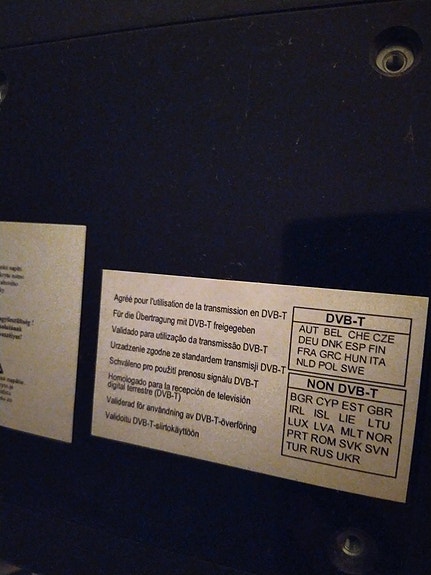 Agréé pour l'utilisation de la transmission en DVB-T
Für die Übertragung mit DVB-T freigegeben
Validado para utilização da transmissão DVB-T
Urzadzenie zgodne ze standardem transmisji DVB-T
Schváleno pro použití prenosu signálu DVB-T
Homologado para la recepción de televisión
digital terrestre (DVB-T)
Validerad för användning av DVB-T-överföring
Validoitu DVB-T-siirtokäyttöön
DVB-T
AUT BEL CHE CZE
DEU DNK ESP FIN
FRA GRC HUN ITA
NLD POL SWE
NON DVB-T
BGR CYP EST GBR
IRL ISL LIE LTU
LUX LVA MLT NOR
PRT ROM SVK SVN
TUR RUS UKR